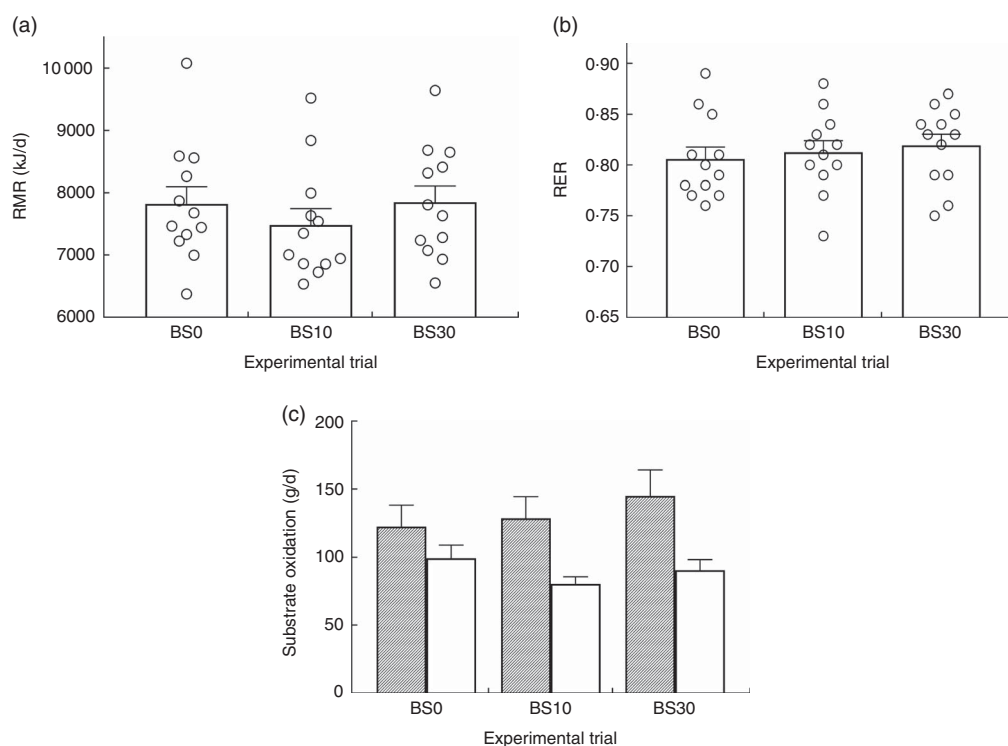 (a)
10 000
9000
8000
7000
6000
RMR (kJ/d)
BS0 BS10 BS30
Experimental trial
(b)
0·90
0·85
0·80
0·75
0·70
0·65
RER
BS0 BS10 BS30
Experimental trial
(c)
200
150
100
50
0
Substrate oxidation (g/d)
BS0 BS10 BS30
Experimental trial